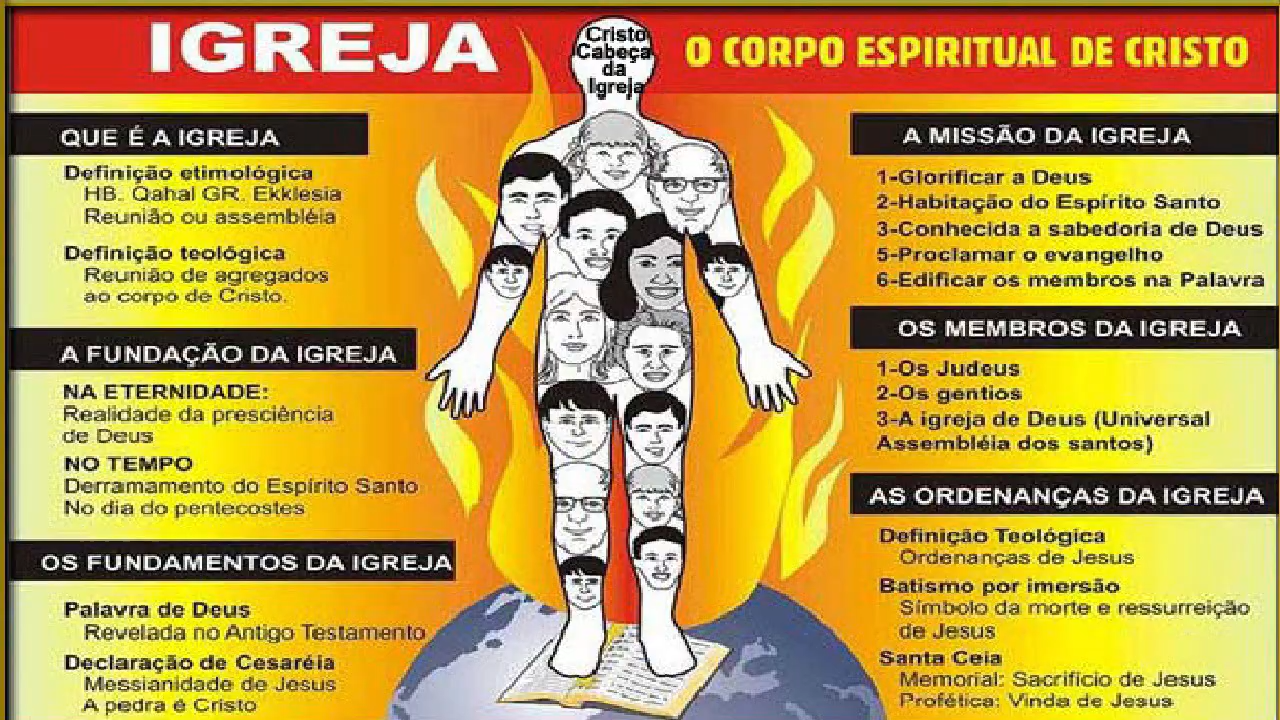 IGREJA
Cristo
Cabeça
da
Igreja
O CORPO ESPIRITUAL DE CRISTO
QUE É A IGREJA
Definição etimológica
HB. Qahal GR. Ekklesia
Reunião ou assembléia
Definição teológica
Reunião de agregados
ao corpo de Cristo.
A FUNDAÇÃO DA IGREJA
NA ETERNIDADE:
Realidade da presciência
de Deus
NO TEMPO
Derramamento do Espírito Santo
No dia do pentecostes
OS FUNDAMENTOS DA IGREJA
Palavra de Deus
Revelada no Antigo Testamento
Declaração de Cesaréia
Messianidade de Jesus
A pedra é Cristo
A MISSÃO DA IGREJA
1-Glorificar a Deus
2-Habitação do Espírito Santo
3-Conhecida a sabedoria de Deus
5-Proclamar o evangelho
6-Edificar os membros na Palavra
OS MEMBROS DA IGREJA
1-Os Judeus
2-Os gentios
3-A igreja de Deus (Universal
Assembléia dos santos)
AS ORDENANÇAS DA IGREJA
Definição Teológica
Ordenanças de Jesus
Batismo por imersão
Símbolo da morte e ressurreição
de Jesus
Santa Ceia
Memorial: Sacrifício de Jesus
Profética: Vinda de Jesus